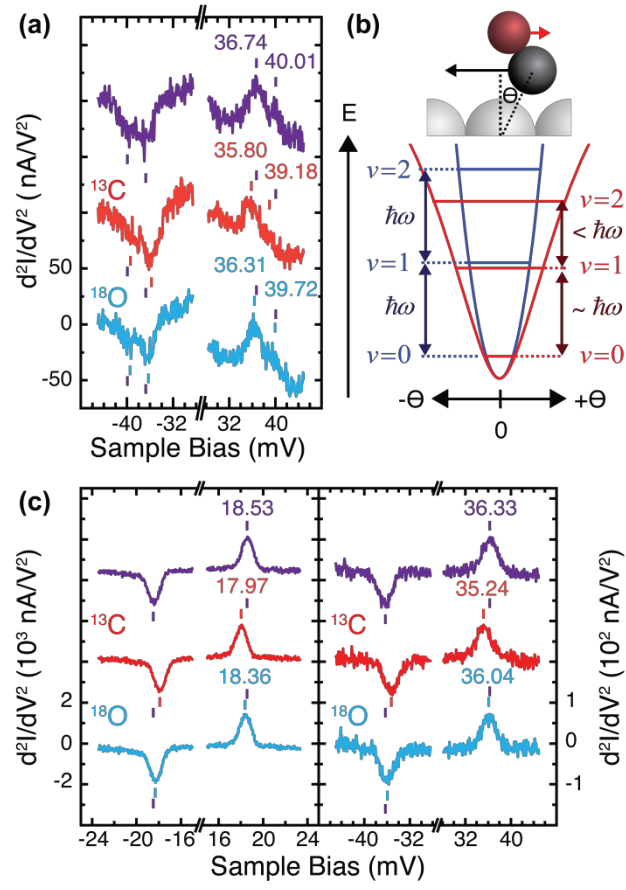 (a)
36.74
40.01
35.80
39.18
13C
36.31
39.72
18O
50
0
-50
d²I/dV² (nA/V²)
-40 -32 32 40
Sample Bias (mV)
(b)
Θ
E
v=2
ħω
v=1
ħω
v=0
v=2
< ħω
v=1
~ ħω
v=0
-Θ
+Θ
0
(c)
18.53
17.97
13C
18.36
18O
2
0
-2
d²I/dV² (10³ nA/V²)
-24 -16 16 20 24
Sample Bias (mV)
36.33
35.24
13C
36.04
18O
1
0
-1
d²I/dV² (10² nA/V²)
-40 -32 32 40
Sample Bias (mV)